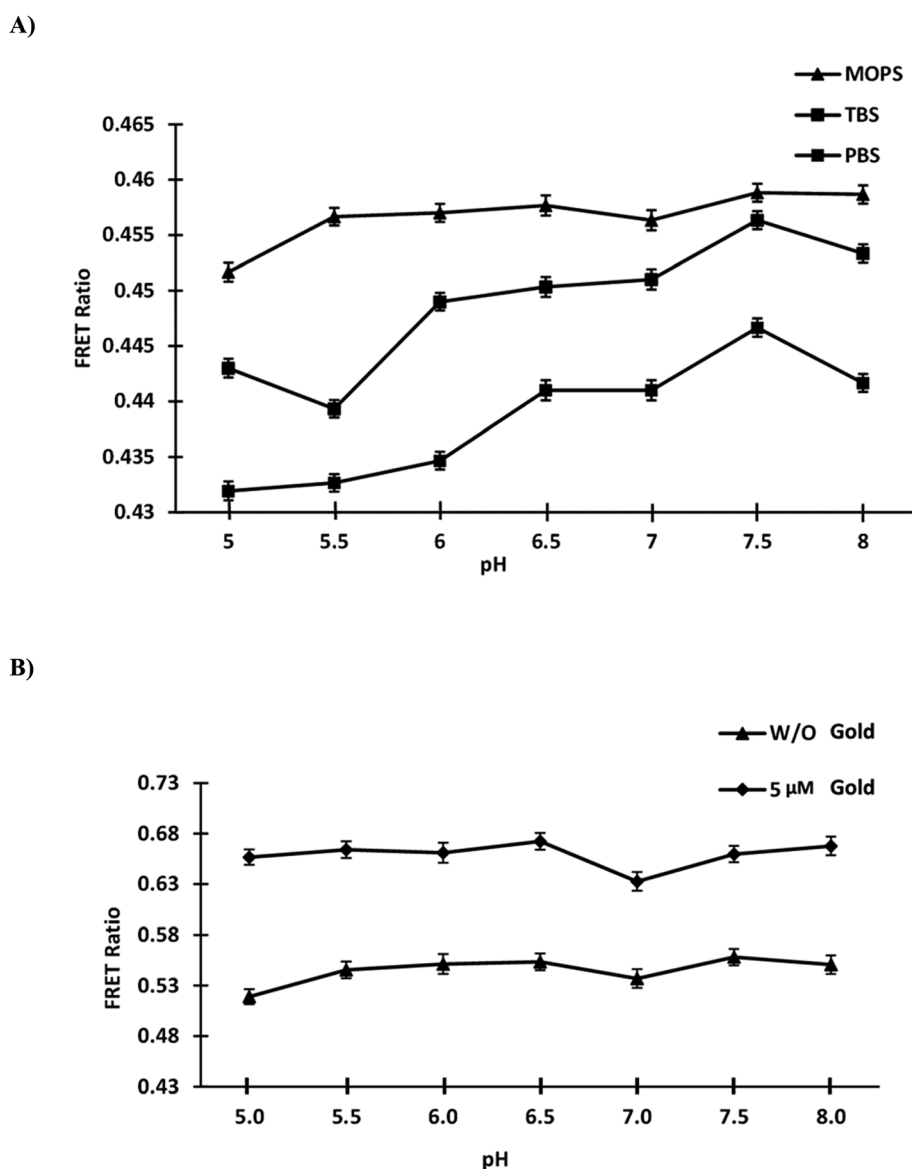 A)
MOPS
TBS
PBS
0.465
0.46
0.455
0.45
0.445
0.44
0.435
0.43
FRET Ratio
5 5.5 6 6.5 7 7.5 8
pH
B)
W/O Gold
5 μM Gold
0.73
0.68
0.63
0.58
0.53
0.48
0.43
FRET Ratio
5.0 5.5 6.0 6.5 7.0 7.5 8.0
pH